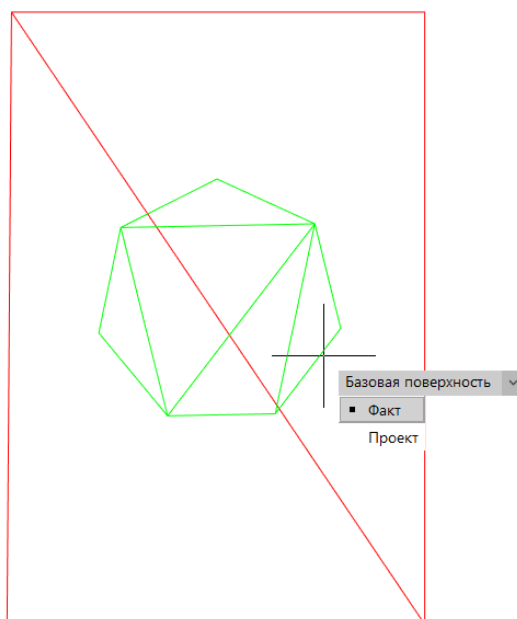 Базовая поверхность
Факт
Проект